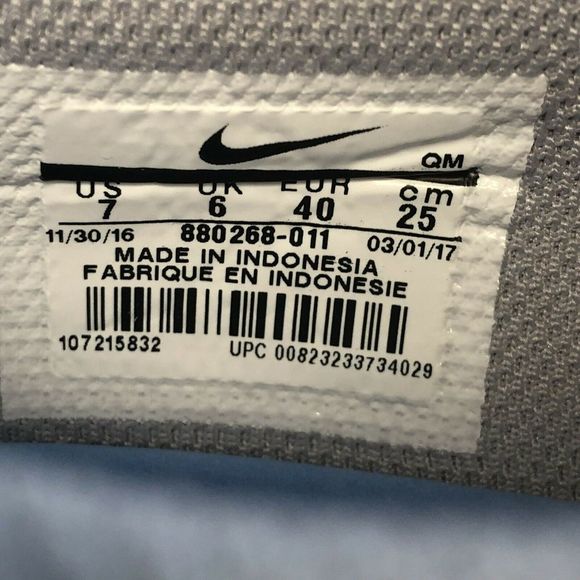 QM
US UK EUR cm
7 6 40 25
11/30/16 880268-011 03/01/17
MADE IN INDONESIA
FABRIQUE EN INDONESIE
107215832 UPC 00823233734029